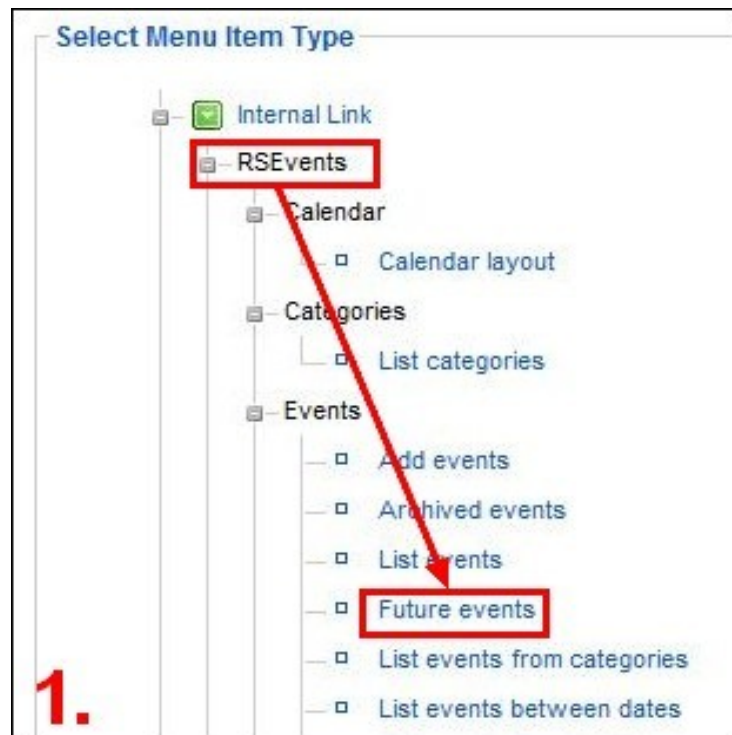 Select Menu Item Type
Internal Link
RSEvents
Calendar
Calendar layout
Categories
List categories
Events
Add events
Archived events
List events
Future events
List events from categories
List events between dates
1.